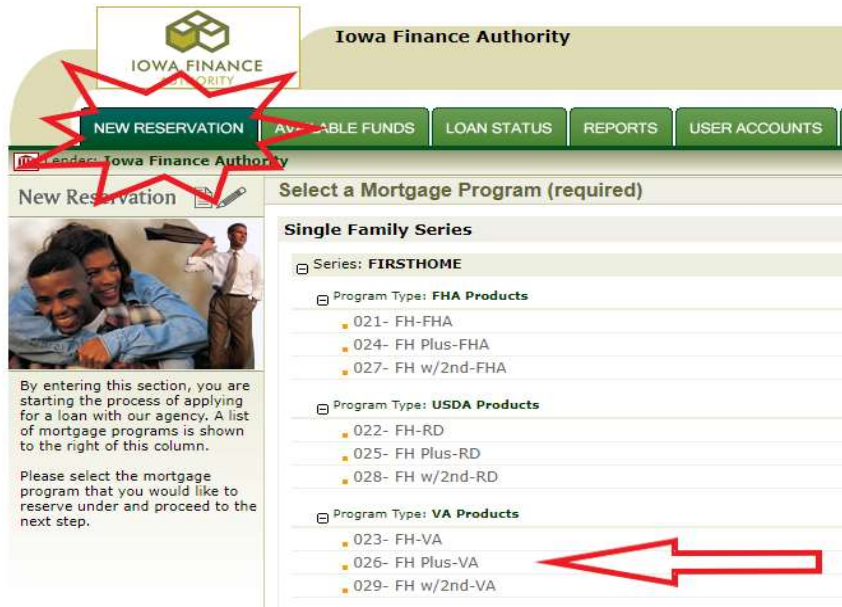 IOWA FINANCE
AUTHORITY
Iowa Finance Authority
NEW RESERVATION
AVAILABLE FUNDS
LOAN STATUS
REPORTS
USER ACCOUNTS
Lender: Iowa Finance Authority
New Reservation
Select a Mortgage Program (required)
Single Family Series
Series: FIRSTHOME
Program Type: FHA Products
021- FH-FHA
024- FH Plus-FHA
027- FH w/2nd-FHA
Program Type: USDA Products
022- FH-RD
025- FH Plus-RD
028- FH w/2nd-RD
Program Type: VA Products
023- FH-VA
026- FH Plus-VA
029- FH w/2nd-VA
By entering this section, you are
starting the process of applying
for a loan with our agency. A list
of mortgage programs is shown
to the right of this column.
Please select the mortgage
program that you would like to
reserve under and proceed to the
next step.